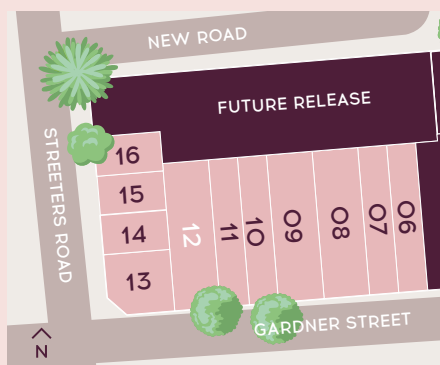 NEW ROAD
FUTURE RELEASE
STREETERS ROAD
16
15
14
13
12
11
10
09
08
07
06
GARDNER STREET
N